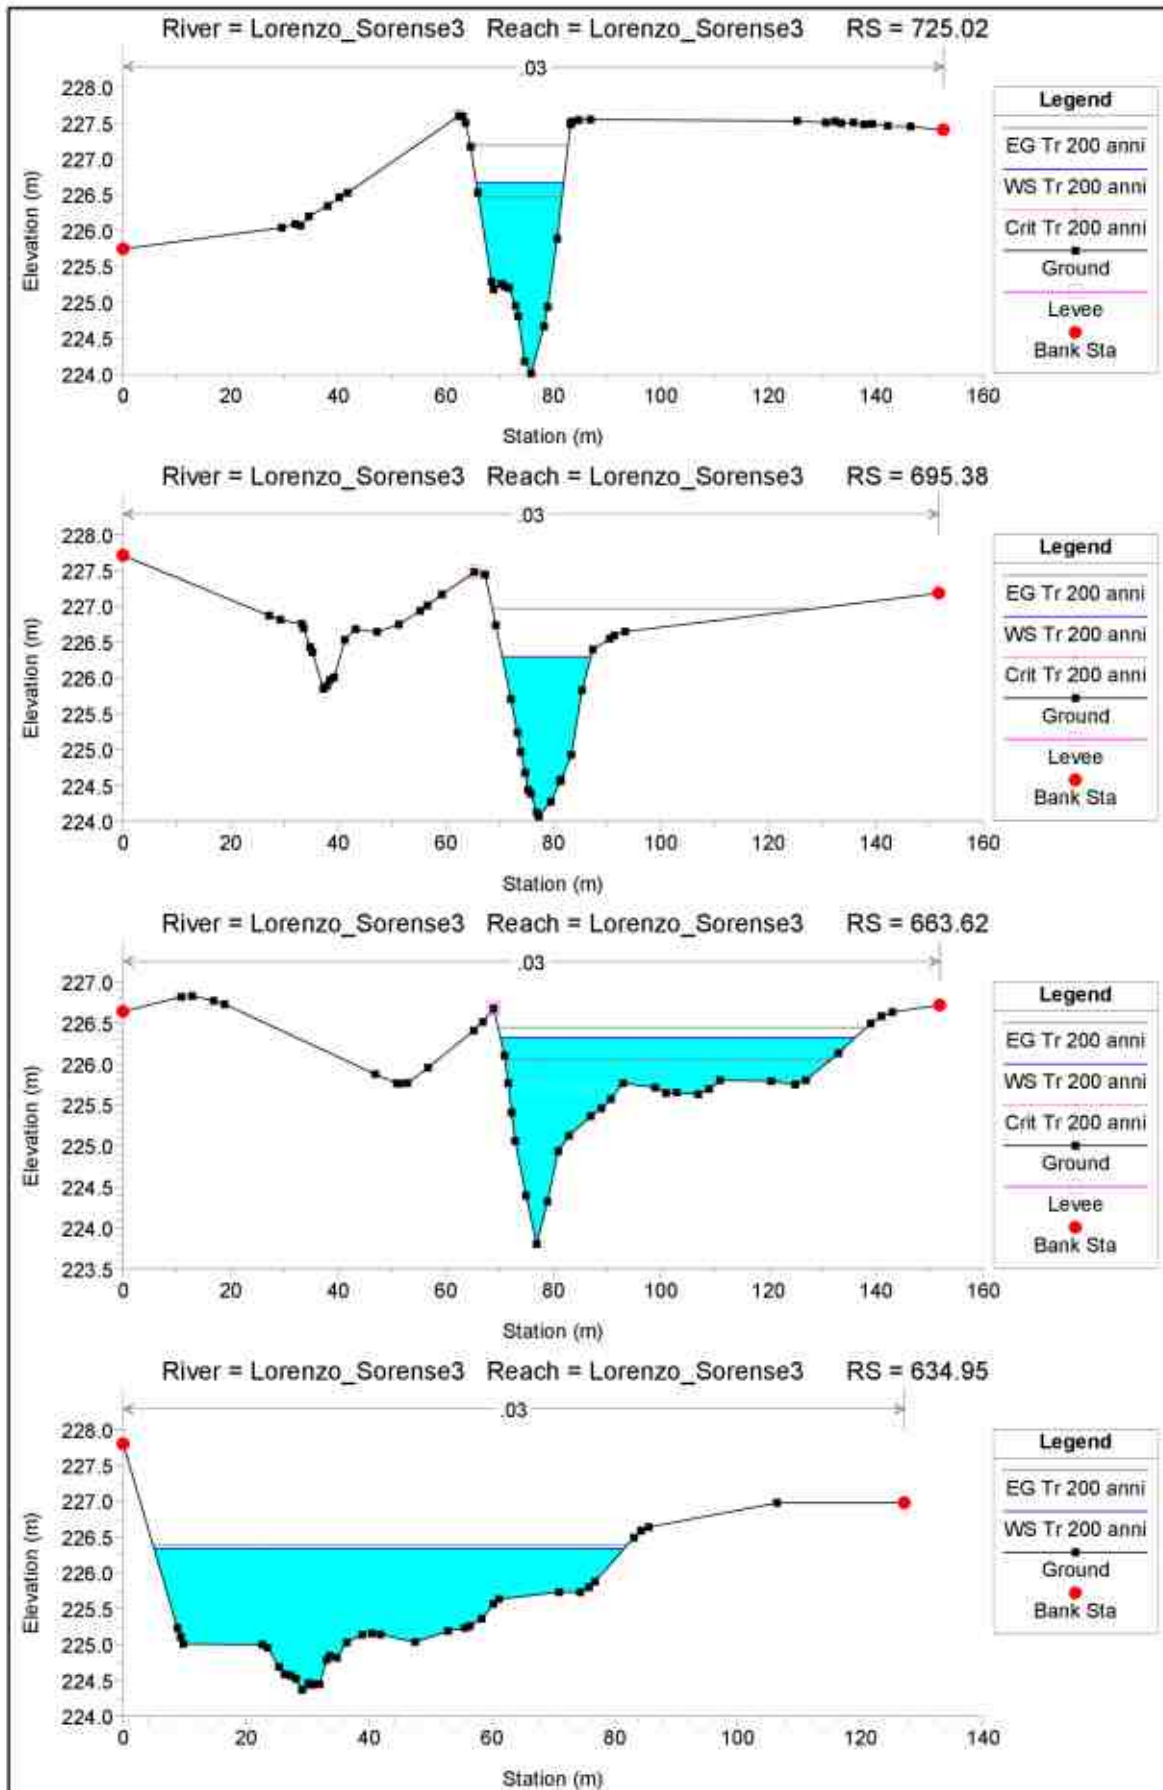 River = Lorenzo_Sorense3 Reach = Lorenzo_Sorense3 RS = 725.02
.03
228.0
227.5
227.0
226.5
226.0
225.5
225.0
224.5
224.0
Elevation (m)
0 20 40 60 80 100 120 140 160
Station (m)
Legend
EG Tr 200 anni
WS Tr 200 anni
Crit Tr 200 anni
Ground
Levee
Bank Sta
River = Lorenzo_Sorense3 Reach = Lorenzo_Sorense3 RS = 695.38
.03
228.0
227.5
227.0
226.5
226.0
225.5
225.0
224.5
224.0
Elevation (m)
0 20 40 60 80 100 120 140 160
Station (m)
Legend
EG Tr 200 anni
WS Tr 200 anni
Crit Tr 200 anni
Ground
Levee
Bank Sta
River = Lorenzo_Sorense3 Reach = Lorenzo_Sorense3 RS = 663.62
.03
227.0
226.5
226.0
225.5
225.0
224.5
224.0
223.5
Elevation (m)
0 20 40 60 80 100 120 140 160
Station (m)
Legend
EG Tr 200 anni
WS Tr 200 anni
Crit Tr 200 anni
Ground
Levee
Bank Sta
River = Lorenzo_Sorense3 Reach = Lorenzo_Sorense3 RS = 634.95
.03
228.0
227.5
227.0
226.5
226.0
225.5
225.0
224.5
224.0
Elevation (m)
0 20 40 60 80 100 120 140
Station (m)
Legend
EG Tr 200 anni
WS Tr 200 anni
Ground
Bank Sta